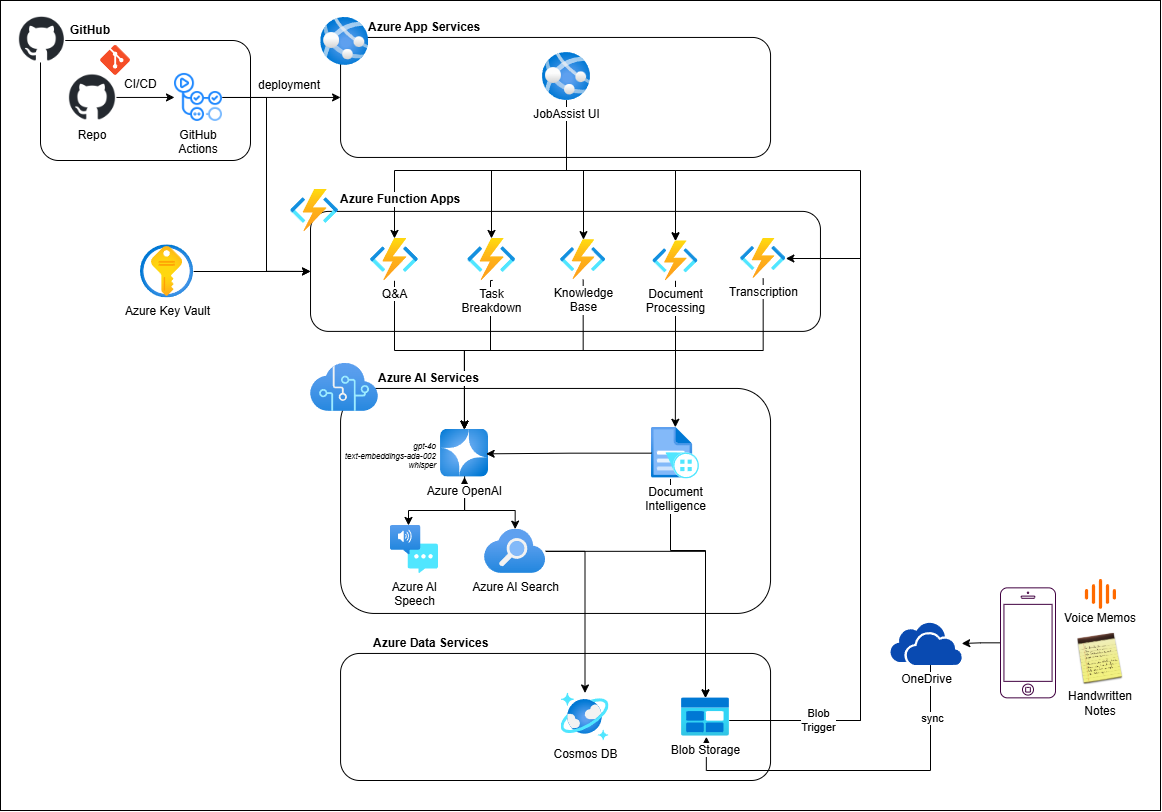 GitHub
CI/CD
Repo
GitHub
Actions
deployment
Azure App Services
JobAssist UI
Azure Function Apps
Q&A
Task
Breakdown
Knowledge
Base
Document
Processing
Transcription
Azure Key Vault
Azure AI Services
gpt-4o
text-embeddings-ada-002
whisper
Azure OpenAI
Document
Intelligence
Azure AI
Speech
Azure AI Search
Azure Data Services
Cosmos DB
Blob Storage
Blob
Trigger
OneDrive
sync
Voice Memos
Handwritten
Notes